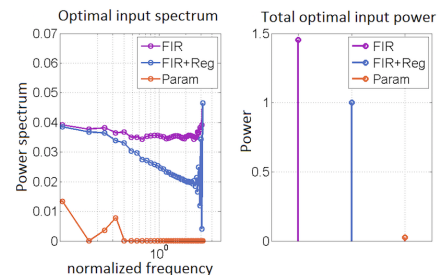 Optimal input spectrum
0.07
0.06
0.05
0.04
0.03
0.02
0.01
0
Power spectrum
FIR
FIR+Reg
Param
10^0
normalized frequency
Total optimal input power
1.5
1
0.5
0
Power
FIR
FIR+Reg
Param